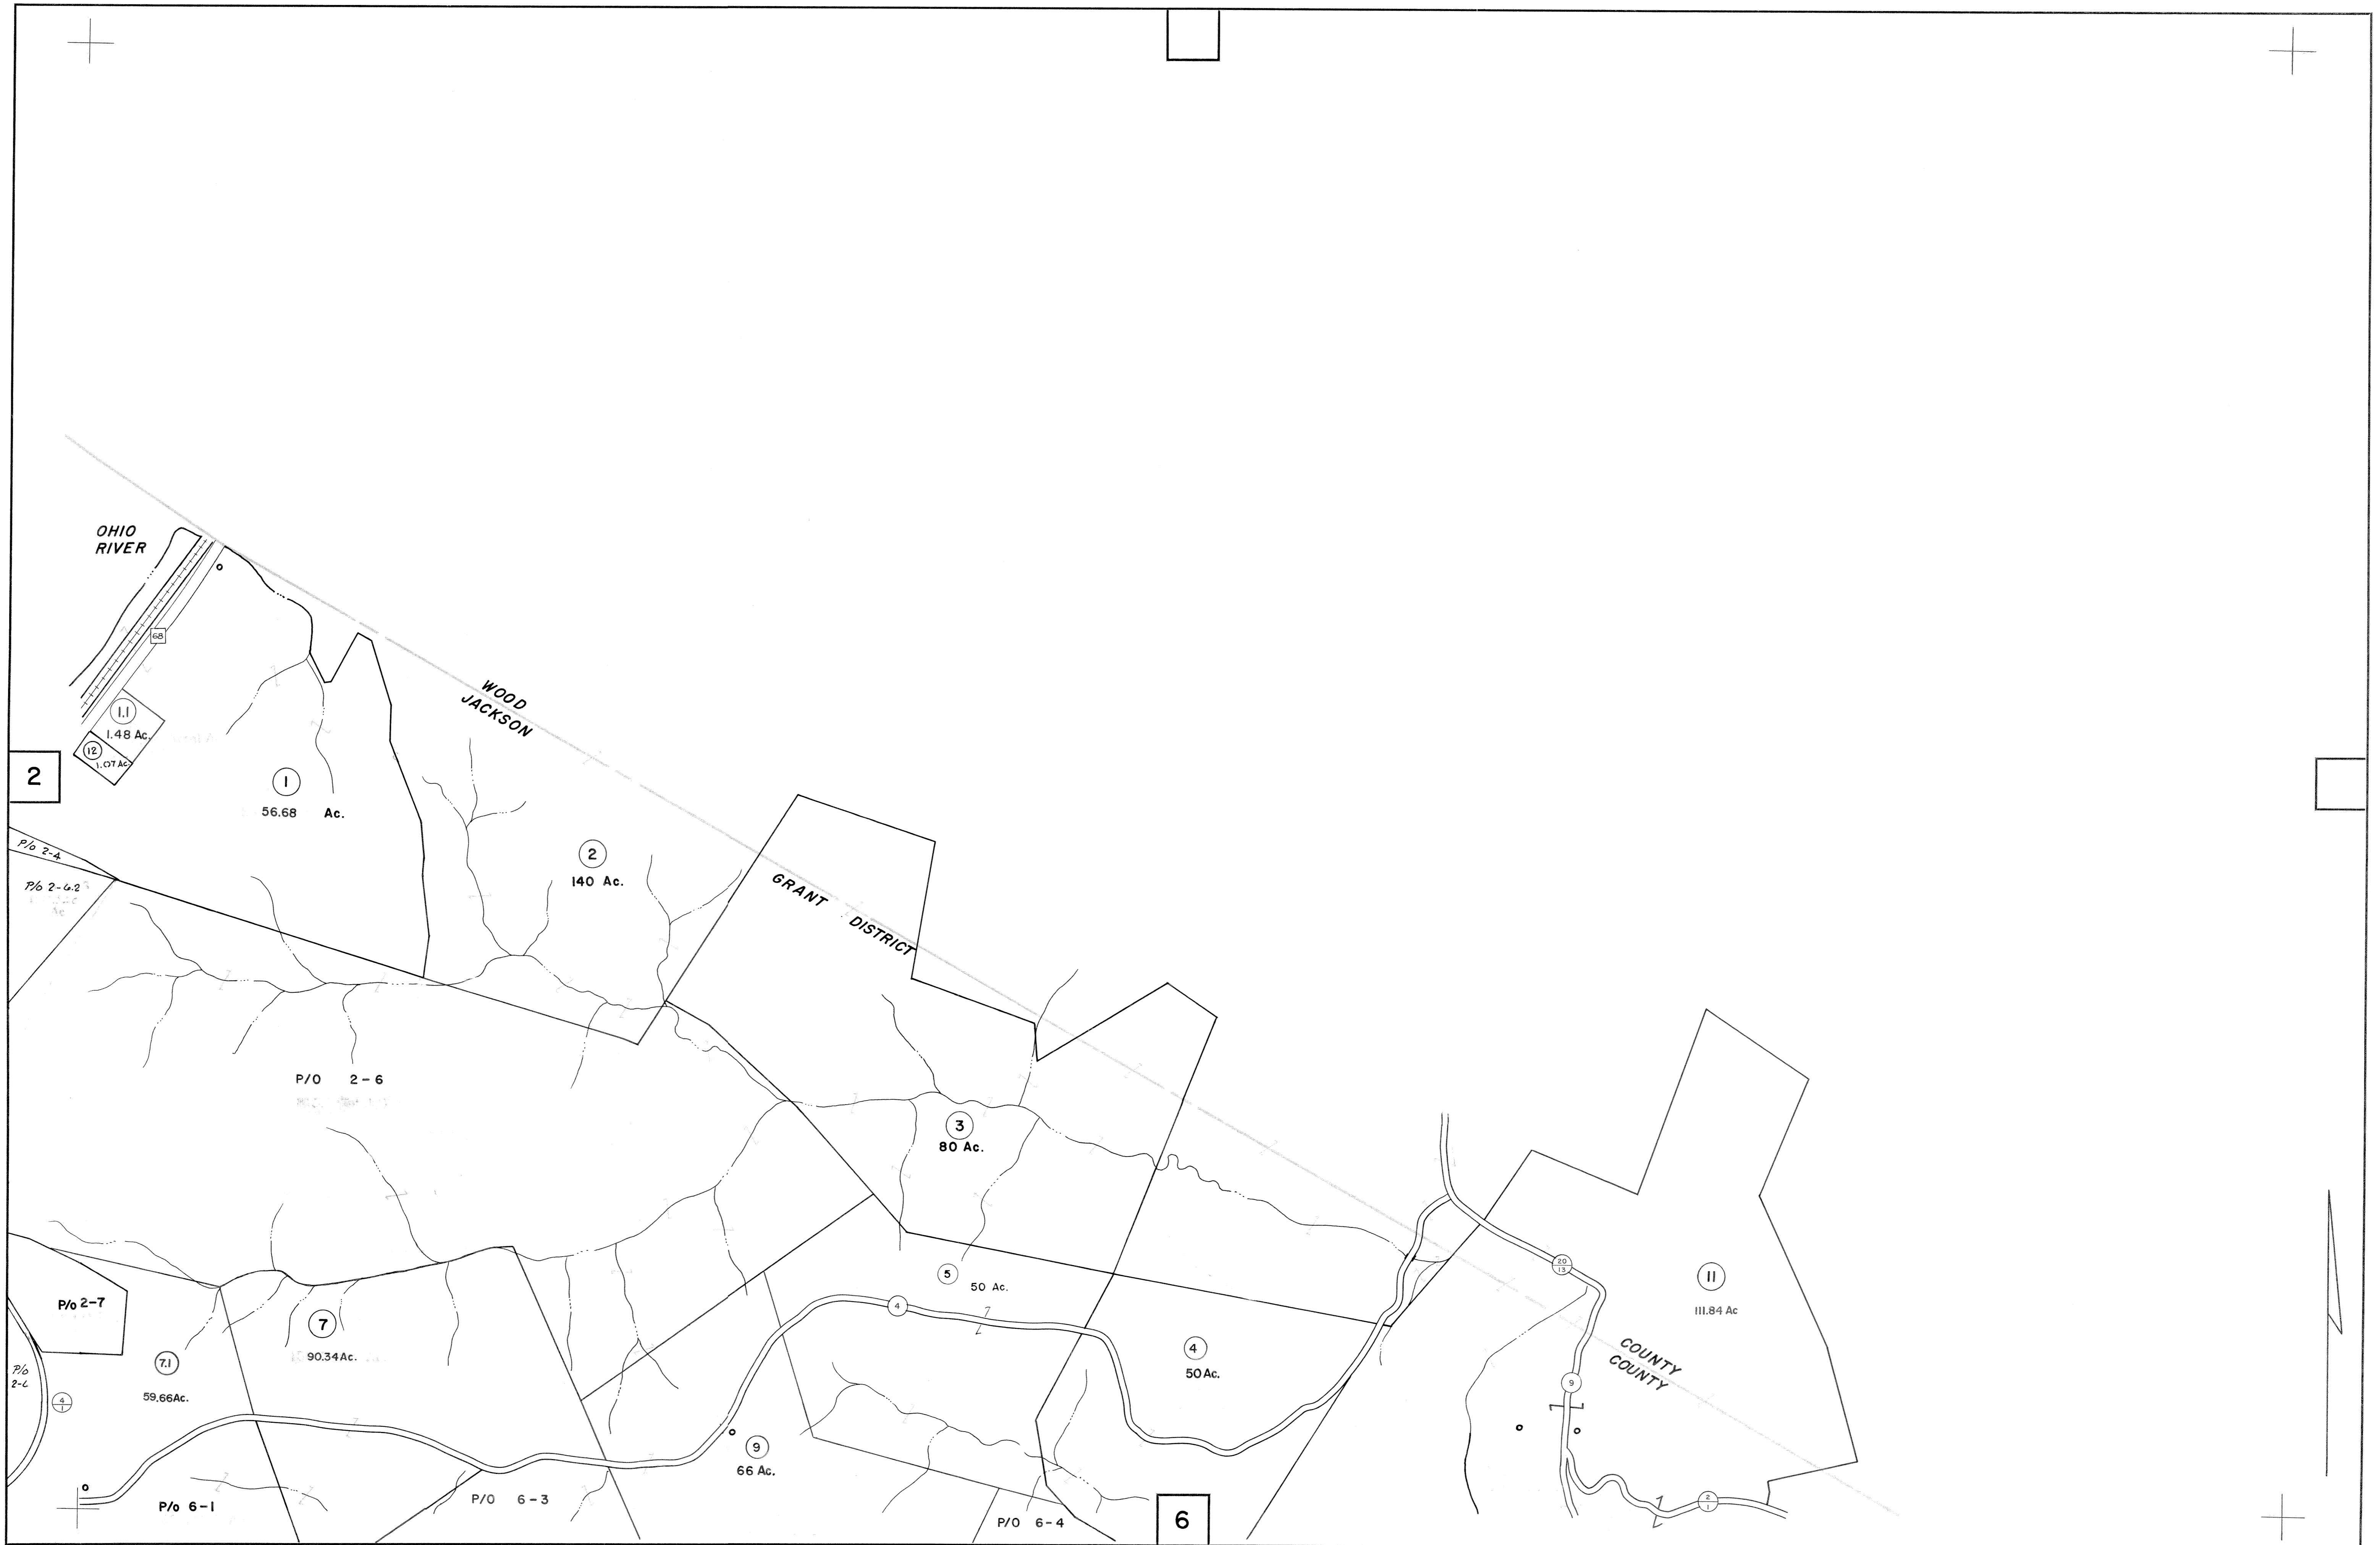 OHIO
RIVER
68
1.1
1.48 Ac.
12
1.07 Ac.
2
1
56.68 Ac.
WOOD
JACKSON
P/o 2-4
P/o 2-6.2
2
140 Ac.
GRANT DISTRICT
P/O 2-6
3
80 Ac.
5
50 Ac.
4
20
13
11
111.84 Ac
P/o 2-7
7
90.34 Ac.
7.1
59.66 Ac.
P/o
4
1
4
50 Ac.
COUNTY
COUNTY
9
9
66 Ac.
P/o 6-1
P/O 6-3
P/O 6-4
6
2
1